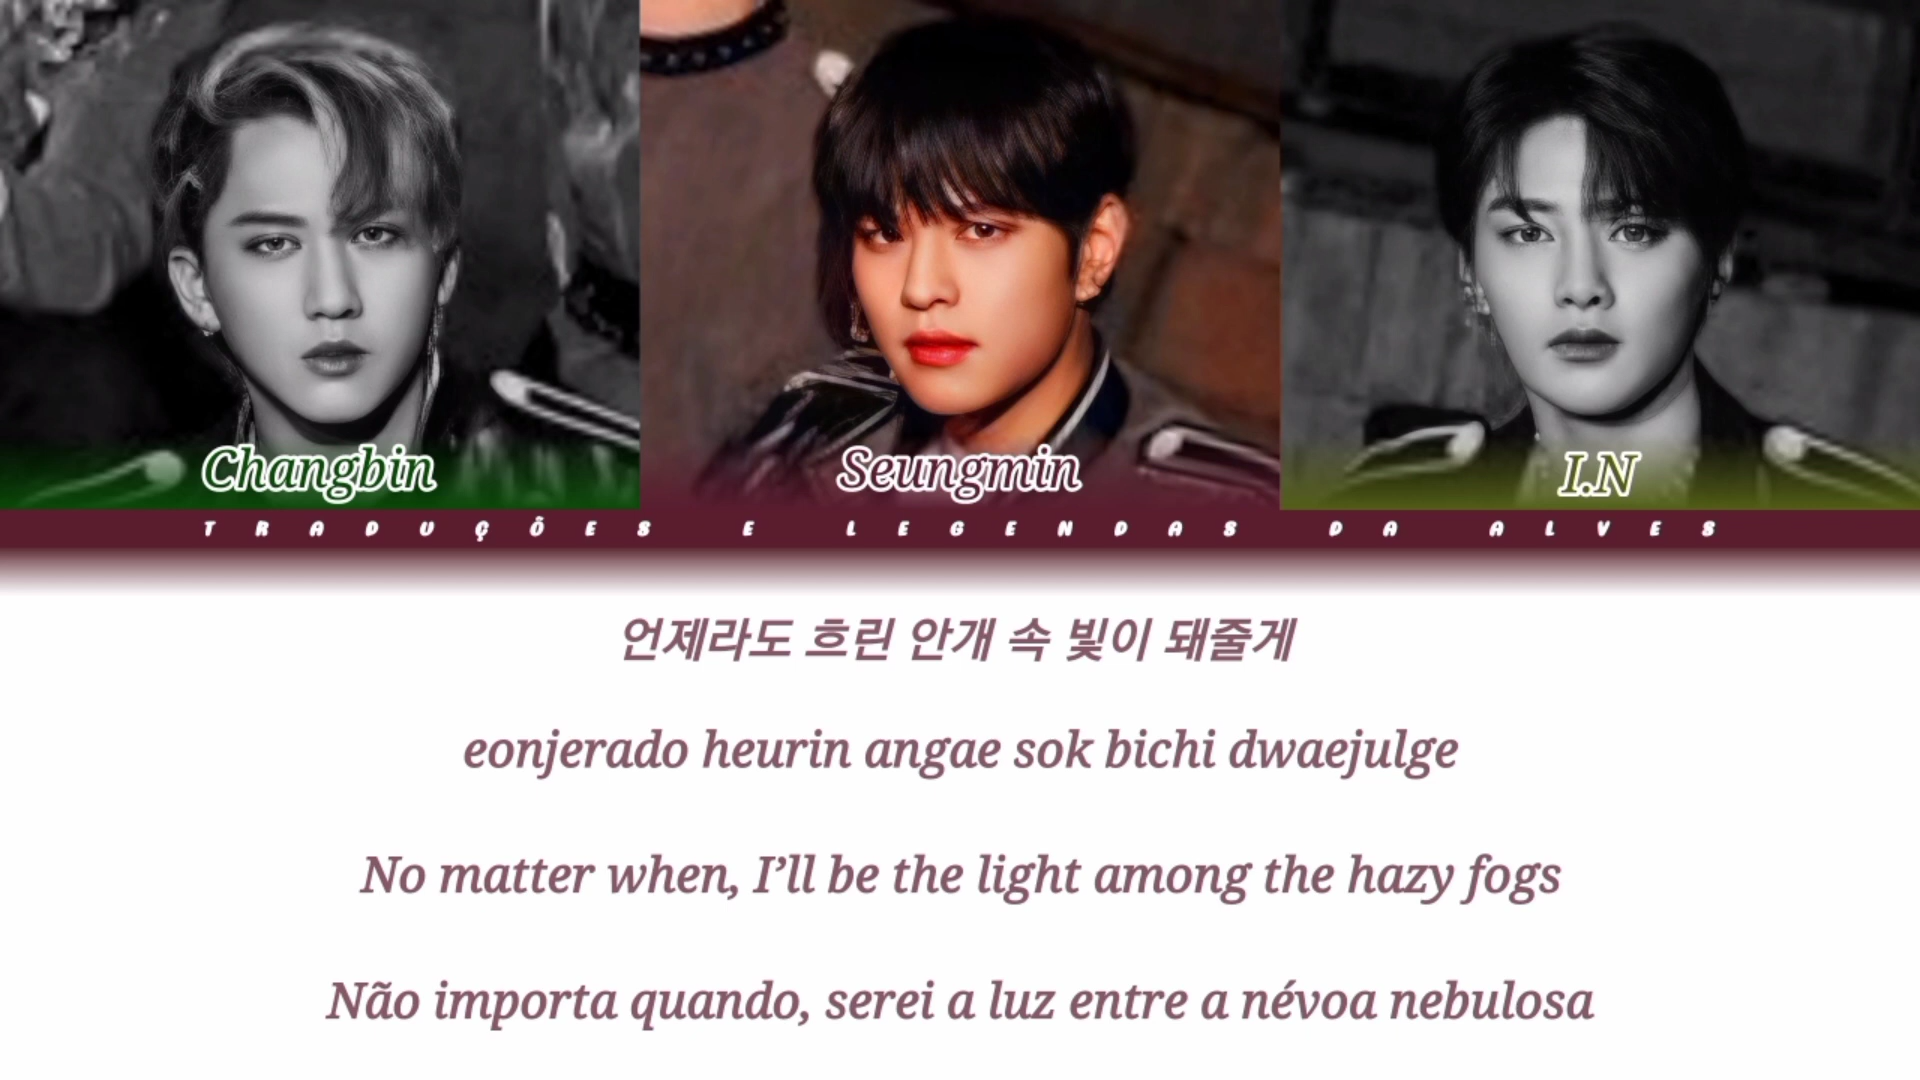 Changbin
Seungmin
I.N
TRADUÇÕES E LEGENDAS DA ALVES
언제라도 흐린 안개 속 빛이 돼줄게
eonjerado heurin angae sok bichi dwaejulge
No matter when, I’ll be the light among the hazy fogs
Não importa quando, serei a luz entre a névoa nebulosa